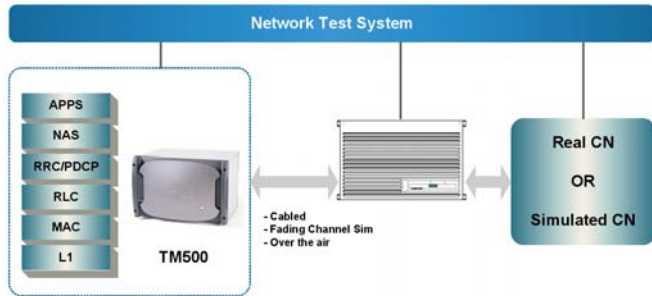 Network Test System
APPS
NAS
RRC/PDCP
RLC
MAC
L1
TM500
- Cabled
- Fading Channel Sim
- Over the air
Real CN
OR
Simulated CN